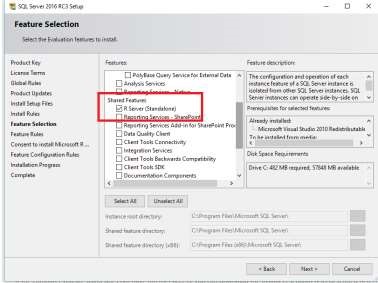 SQL Server 2016 RC3 Setup
Feature Selection
Select the Evaluation features to install.
Product Key
License Terms
Global Rules
Product Updates
Install Setup Files
Install Rules
Feature Selection
Feature Rules
Consent to install Microsoft R ...
Feature Configuration Rules
Installation Progress
Complete
Features:
PolyBase Query Service for External Data
Analysis Services
Reporting Services - Native
Shared Features
R Server (Standalone)
Reporting Services - SharePoint
Reporting Services Add-in for SharePoint Prod
Data Quality Client
Client Tools Connectivity
Integration Services
Client Tools Backwards Compatibility
Client Tools SDK
Documentation Components
Select All
Unselect All
Feature description:
The configuration and operation of each
instance feature of a SQL Server instance is
isolated from other SQL Server instances. SQL
Server instances can operate side-by-side on
Prerequisites for selected features:
Already installed:
Microsoft Visual Studio 2010 Redistributable
To be installed from media:
Disk Space Requirements
Drive C: 482 MB required, 57848 MB available
Instance root directory:
C:\Program Files\Microsoft SQL Server\
Shared feature directory:
C:\Program Files\Microsoft SQL Server\
Shared feature directory (x86):
C:\Program Files (x86)\Microsoft SQL Server\
< Back
Next >
Cancel